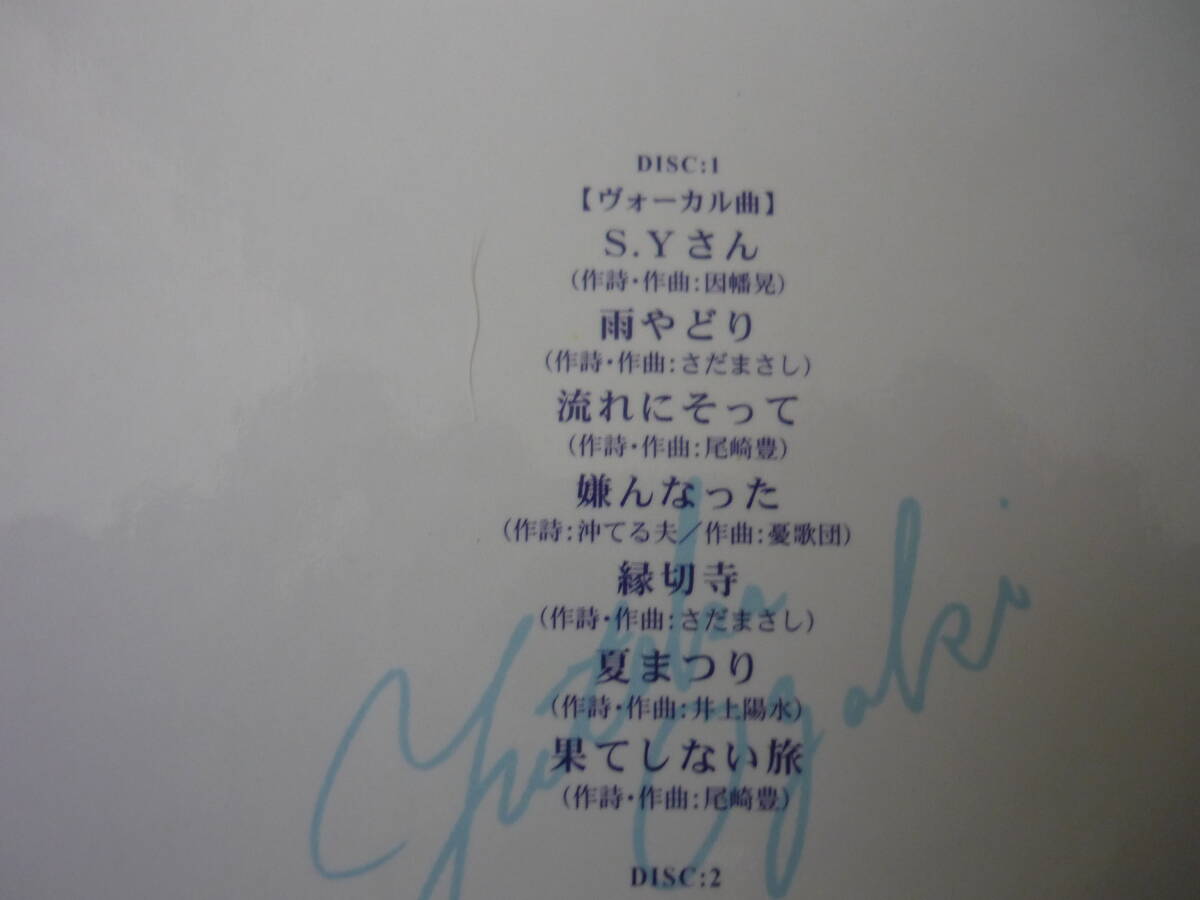 DISC:1
【ヴォーカル曲】
S.Yさん
(作詩・作曲:因幡晃)
雨やどり
(作詩・作曲:さだまさし)
流れにそって
(作詩・作曲:尾崎豊)
嫌んなった
(作詩:沖てる夫/作曲:憂歌団)
縁切寺
(作詩・作曲:さだまさし)
夏まつり
(作詩・作曲:井上陽水)
果てしない旅
(作詩・作曲:尾崎豊)
Yutaka Ozaki
DISC:2